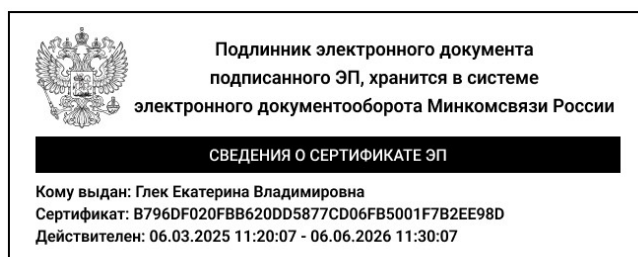 Подлинник электронного документа
подписанного ЭП, хранится в системе
электронного документооборота Минкомсвязи России
СВЕДЕНИЯ О СЕРТИФИКАТЕ ЭП
Кому выдан: Глек Екатерина Владимировна
Сертификат: B796DF020FBB620DD5877CD06FB5001F7B2EE98D
Действителен: 06.03.2025 11:20:07 - 06.06.2026 11:30:07